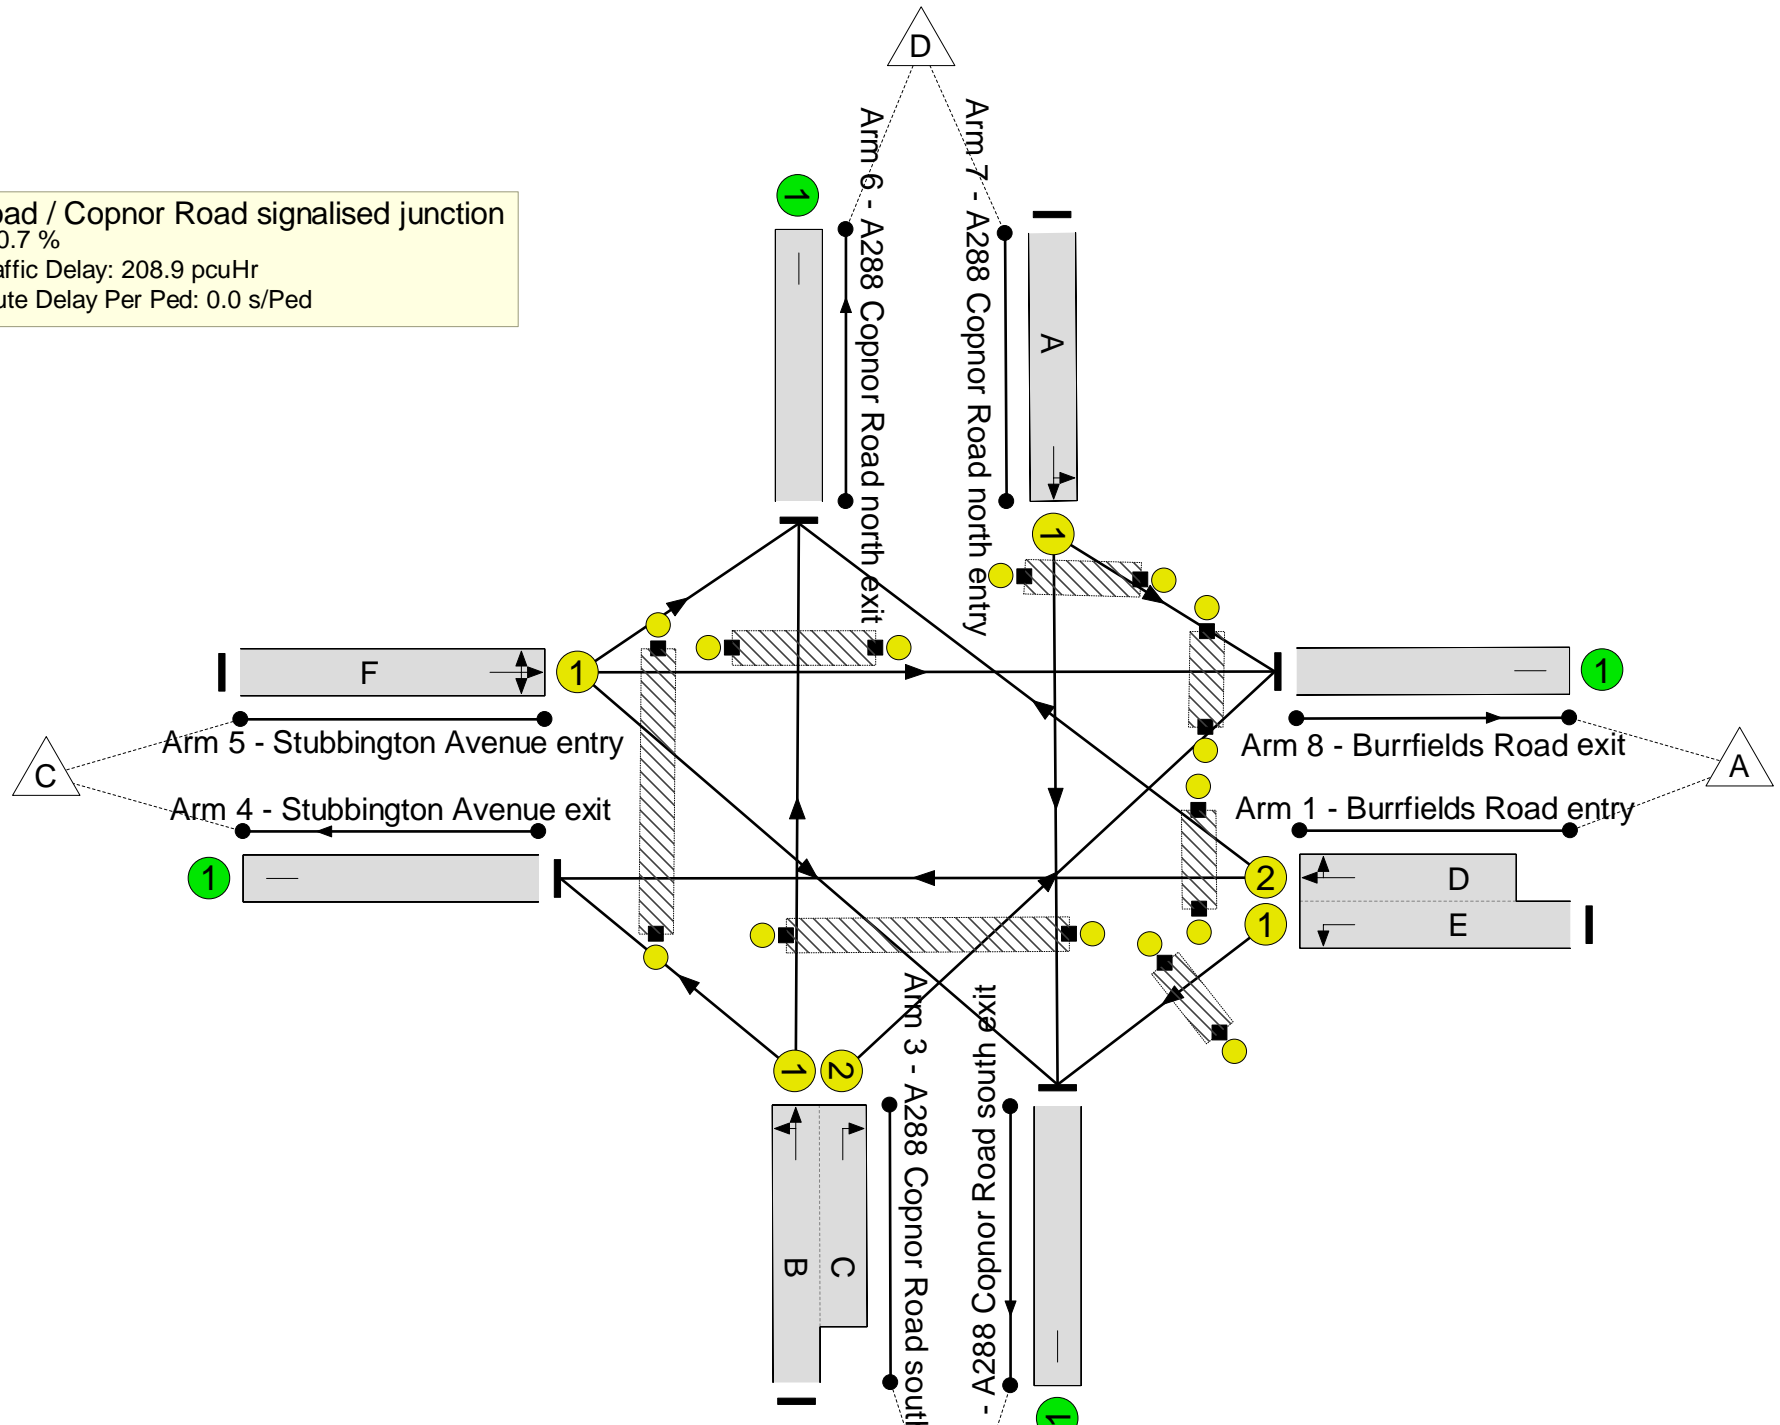 D
Arm 6 - A288 Copnor Road north exit
Arm 7 - A288 Copnor Road north entry
1
oad / Copnor Road signalised junction
0.7 %
affic Delay: 208.9 pcuHr
ute Delay Per Ped: 0.0 s/Ped
A
1
F
1
1
Arm 5 - Stubbington Avenue entry
Arm 8 - Burrfields Road exit
C
A
Arm 4 - Stubbington Avenue exit
Arm 1 - Burrfields Road entry
1
2
D
1
E
1
2
Arm 3 - A288 Copnor Road south
- A288 Copnor Road south exit
B
C
1